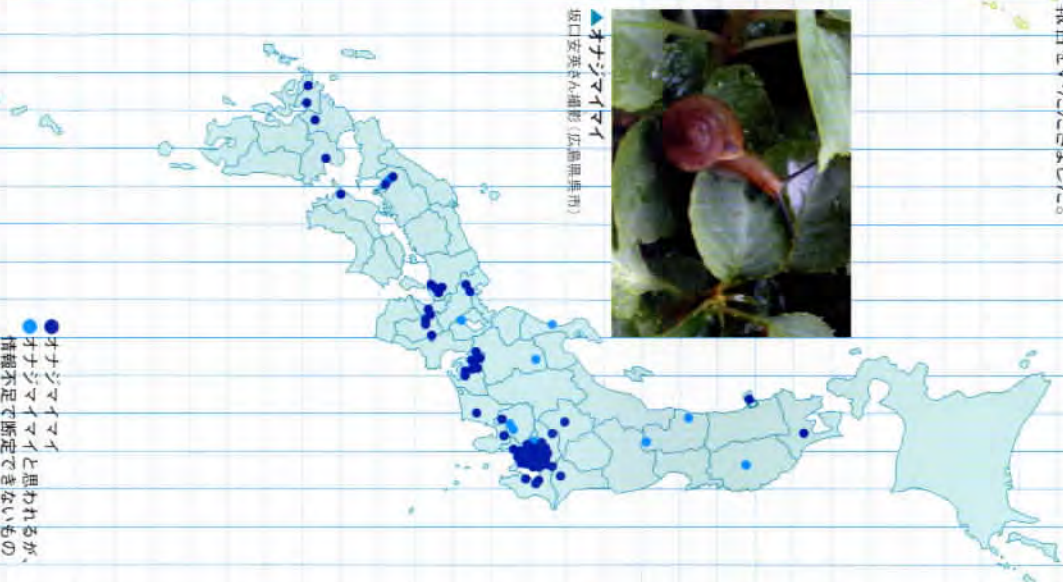 ▲オナジマイマイ
坂口安英さん撮影(広島県呉市)
●オナジマイマイ
●オナジマイマイと思われるが、
情報不足で断定できないもの